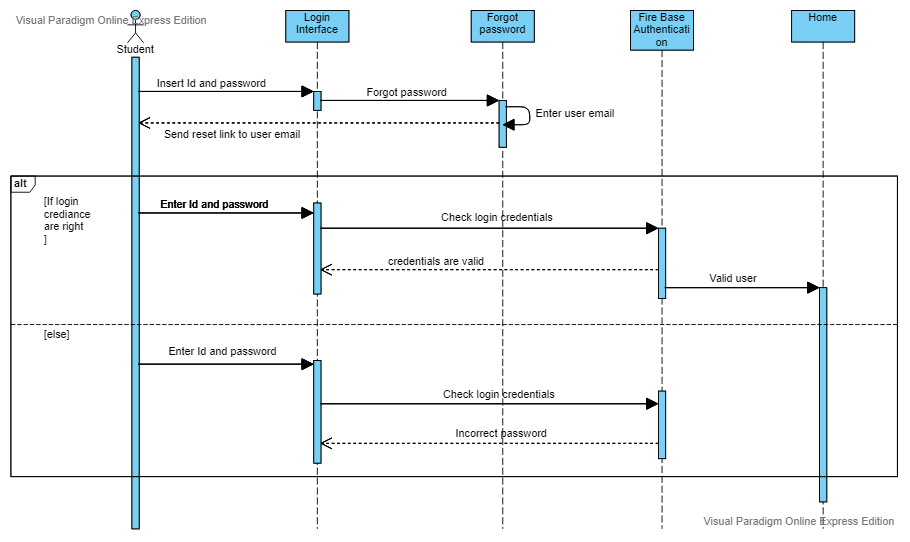 Visual Paradigm Online Express Edition
Student
Login
Interface
Forgot
password
Fire Base
Authenticati
on
Home
Insert Id and password
Forgot password
Enter user email
Send reset link to user email
alt
[If login
crediance
are right
]
Enter Id and password
Check login credentials
credentials are valid
Valid user
[else]
Enter Id and password
Check login credentials
Incorrect password
Visual Paradigm Online Express Edition